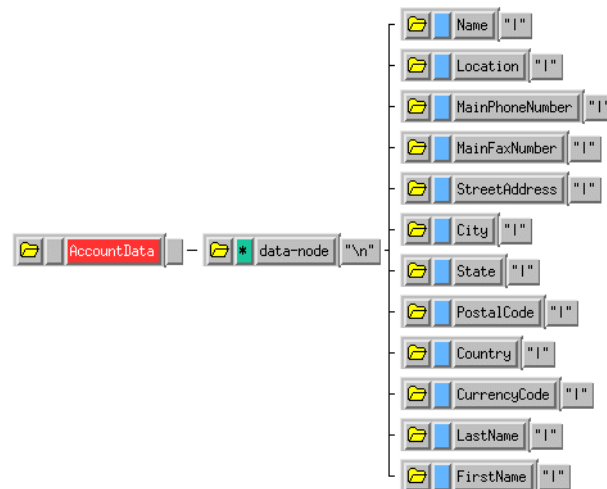 Name "|"
Location "|"
MainPhoneNumber "|"
MainFaxNumber "|"
StreetAddress "|"
City "|"
AccountData * data-node "\n"
State "|"
PostalCode "|"
Country "|"
CurrencyCode "|"
LastName "|"
FirstName "|"